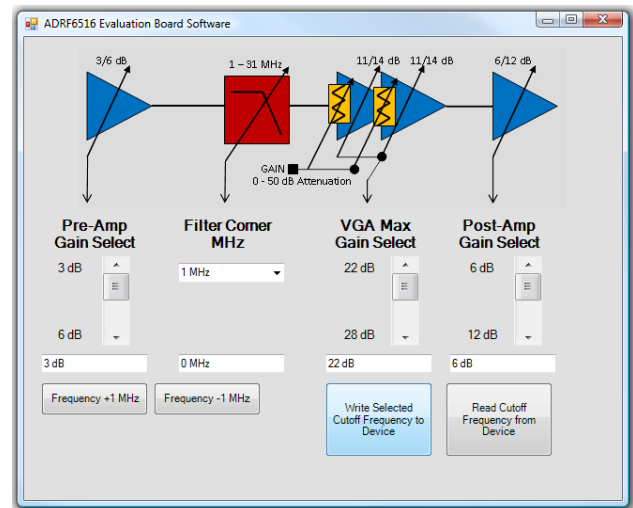 ADRF6516 Evaluation Board Software
3/6 dB
1 – 31 MHz
11/14 dB
11/14 dB
6/12 dB
GAIN
0 - 50 dB Attenuation
Pre-Amp
Gain Select
Filter Corner
MHz
VGA Max
Gain Select
Post-Amp
Gain Select
3 dB
1 MHz
22 dB
6 dB
6 dB
28 dB
12 dB
3 dB
0 MHz
22 dB
6 dB
Frequency +1 MHz
Frequency -1 MHz
Write Selected
Cutoff Frequency to
Device
Read Cutoff
Frequency from
Device